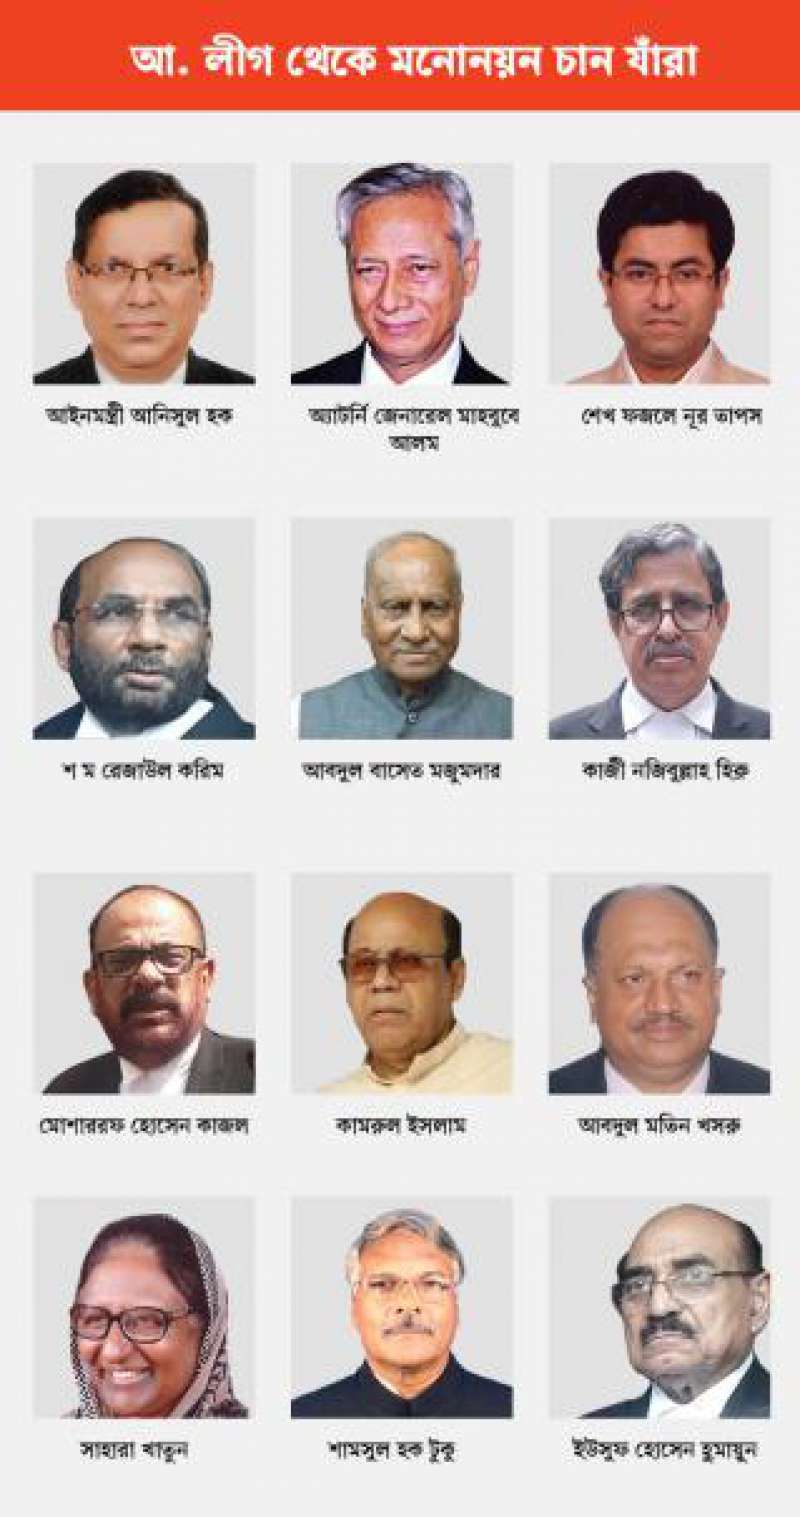 আ. লীগ থেকে মনোনয়ন চান যাঁরা
আইনমন্ত্রী আনিসুল হক
অ্যাটর্নি জেনারেল মাহবুবে
আলম
শেখ ফজলে নূর তাপস
শ ম রেজাউল করিম
আবদুল বাসেত মজুমদার
কাজী নজিবুল্লাহ হিরু
মোশাররফ হোসেন কাজল
কামরুল ইসলাম
আবদুল মতিন খসরু
সাহারা খাতুন
শামসুল হক টুকু
ইউসুফ হোসেন হুমায়ুন